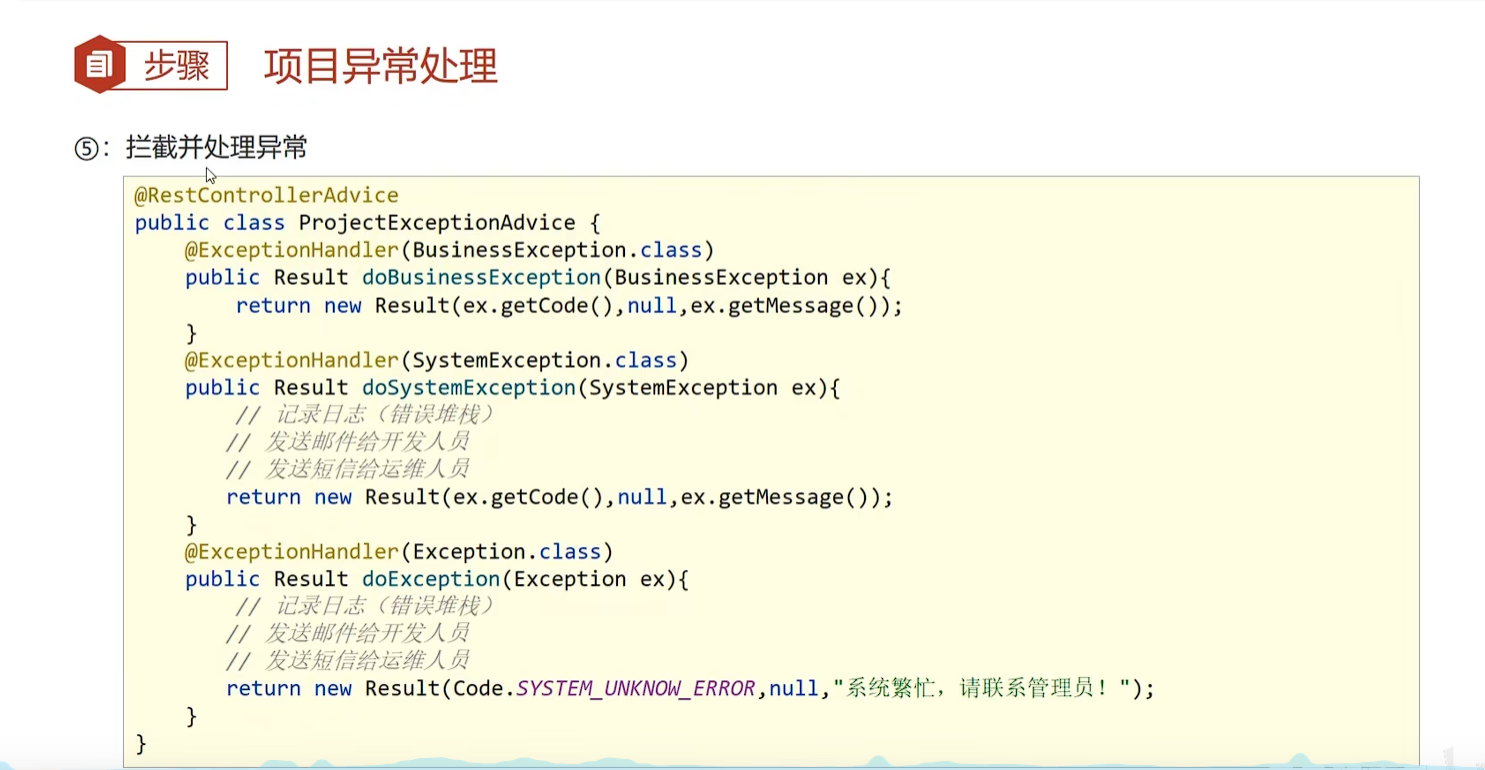 步骤 项目异常处理
⑤：拦截并处理异常
@RestControllerAdvice
public class ProjectExceptionAdvice {
    @ExceptionHandler(BusinessException.class)
    public Result doBusinessException(BusinessException ex){
        return new Result(ex.getCode(),null,ex.getMessage());
    }
    @ExceptionHandler(SystemException.class)
    public Result doSystemException(SystemException ex){
        // 记录日志（错误堆栈）
        // 发送邮件给开发人员
        // 发送短信给运维人员
        return new Result(ex.getCode(),null,ex.getMessage());
    }
    @ExceptionHandler(Exception.class)
    public Result doException(Exception ex){
        // 记录日志（错误堆栈）
        // 发送邮件给开发人员
        // 发送短信给运维人员
        return new Result(Code.SYSTEM_UNKNOW_ERROR,null,"系统繁忙，请联系管理员！");
    }
}